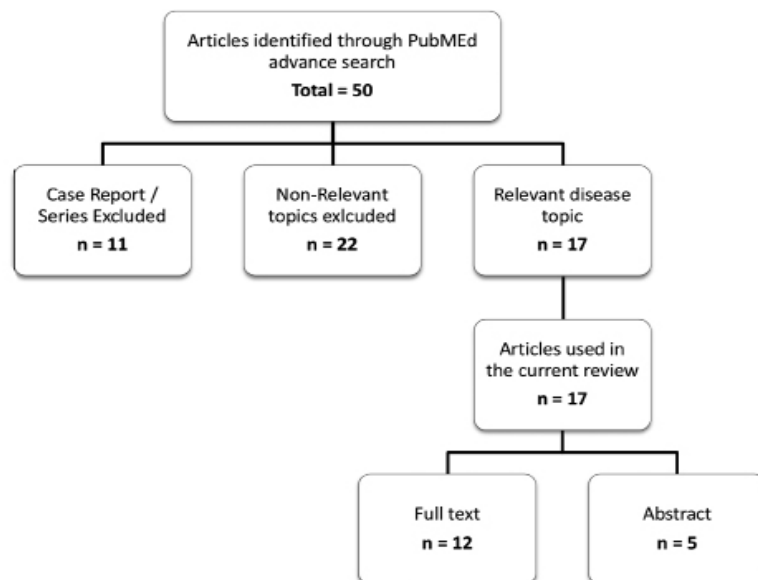 Articles identified through PubMEd
advance search
Total = 50
Case Report /
Series Excluded
n = 11
Non-Relevant
topics exlcuded
n = 22
Relevant disease
topic
n = 17
Articles used in
the current review
n = 17
Full text
n = 12
Abstract
n = 5